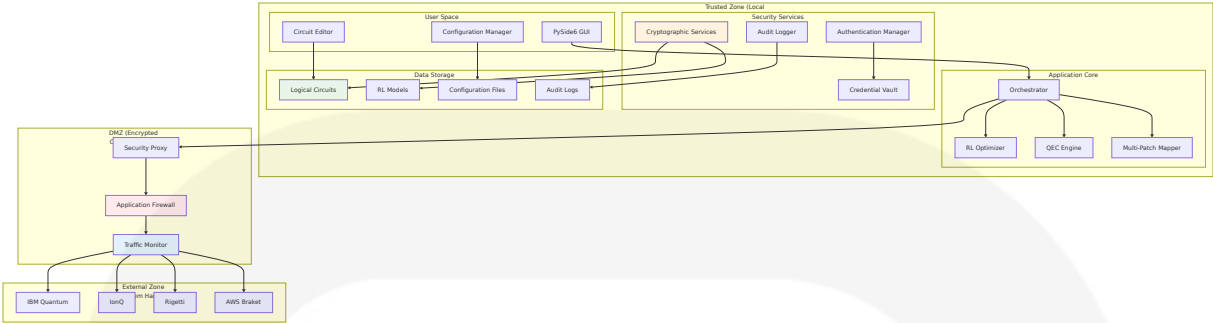 Trusted Zone (Local
User Space
Security Services
Circuit Editor
Configuration Manager
PySide6 GUI
Cryptographic Services
Audit Logger
Authentication Manager
Data Storage
Application Core
Logical Circuits
RL Models
Configuration Files
Audit Logs
Credential Vault
Orchestrator
DMZ (Encrypted
Security Proxy
RL Optimizer
QEC Engine
Multi-Patch Mapper
Application Firewall
Traffic Monitor
External Zone
IBM Quantum
IonQ
Rigetti
AWS Braket